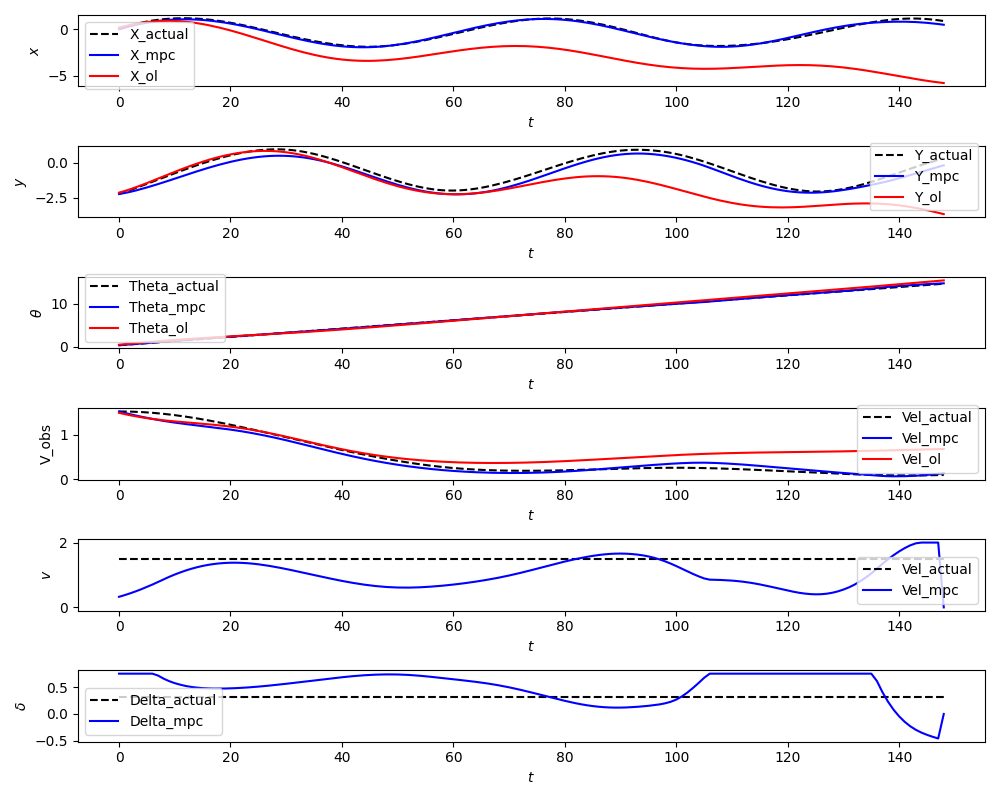 0
−5
x
X_actual
X_mpc
X_ol
0 20 40 60 80 100 120 140
t
0.0
−2.5
y
Y_actual
Y_mpc
Y_ol
0 20 40 60 80 100 120 140
t
10
0
θ
Theta_actual
Theta_mpc
Theta_ol
0 20 40 60 80 100 120 140
t
1
0
V_obs
Vel_actual
Vel_mpc
Vel_ol
0 20 40 60 80 100 120 140
t
2
0
v
Vel_actual
Vel_mpc
0 20 40 60 80 100 120 140
t
0.5
0.0
−0.5
δ
Delta_actual
Delta_mpc
0 20 40 60 80 100 120 140
t